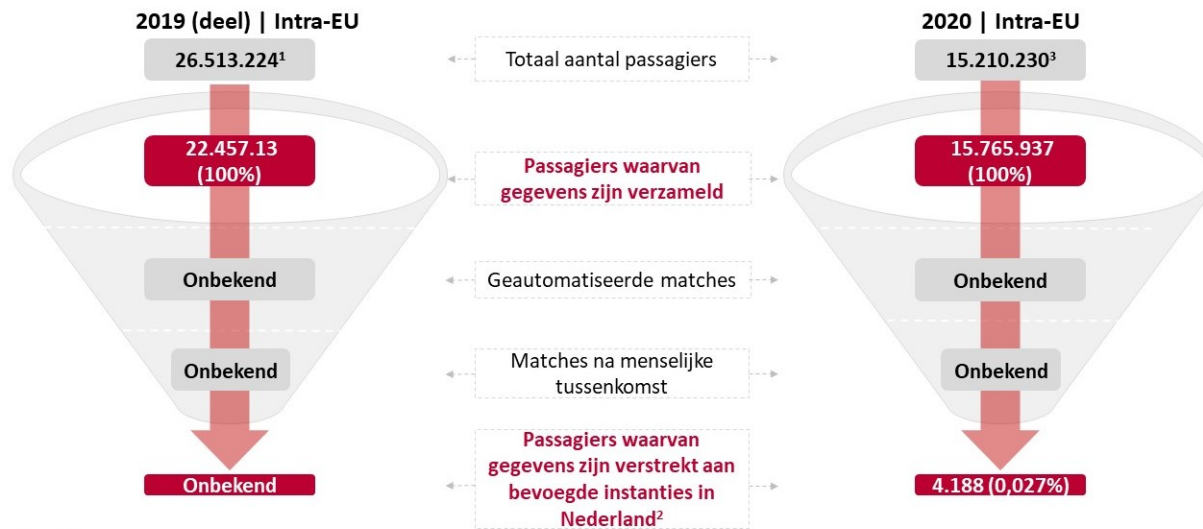 2019 (deel) | Intra-EU
26.513.224¹
22.457.13
(100%)
Onbekend
Onbekend
Onbekend
Totaal aantal passagiers
Passagiers waarvan
gegevens zijn verzameld
Geautomatiseerde matches
Matches na menselijke
tussenkomst
Passagiers waarvan
gegevens zijn verstrekt aan
bevoegde instanties in
Nederland²
2020 | Intra-EU
15.210.230³
15.765.937
(100%)
Onbekend
Onbekend
4.188 (0,027%)